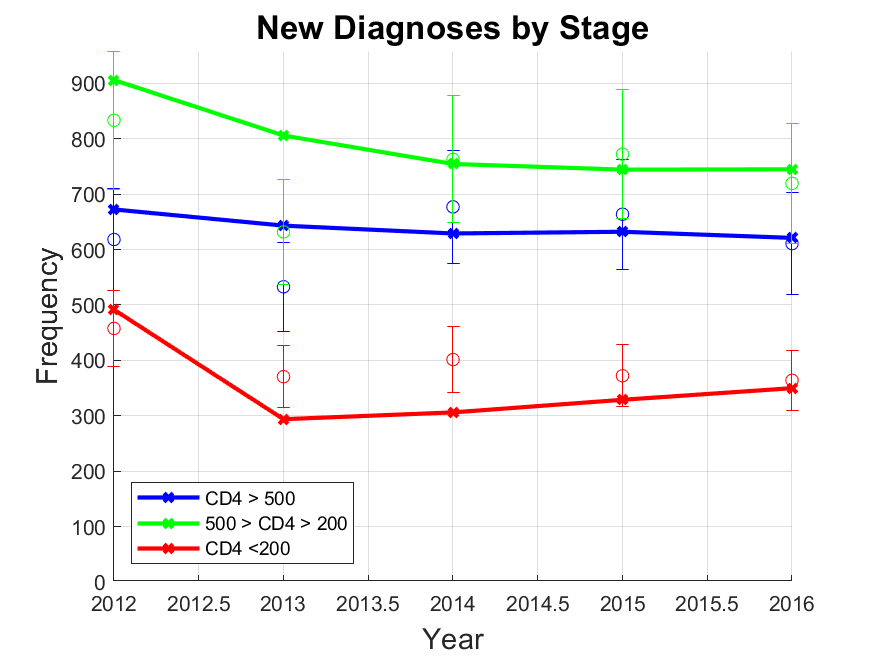 New Diagnoses by Stage
Frequency
900
800
700
600
500
400
300
200
100
0
CD4 > 500
500 > CD4 > 200
CD4 <200
2012 2012.5 2013 2013.5 2014 2014.5 2015 2015.5 2016
Year